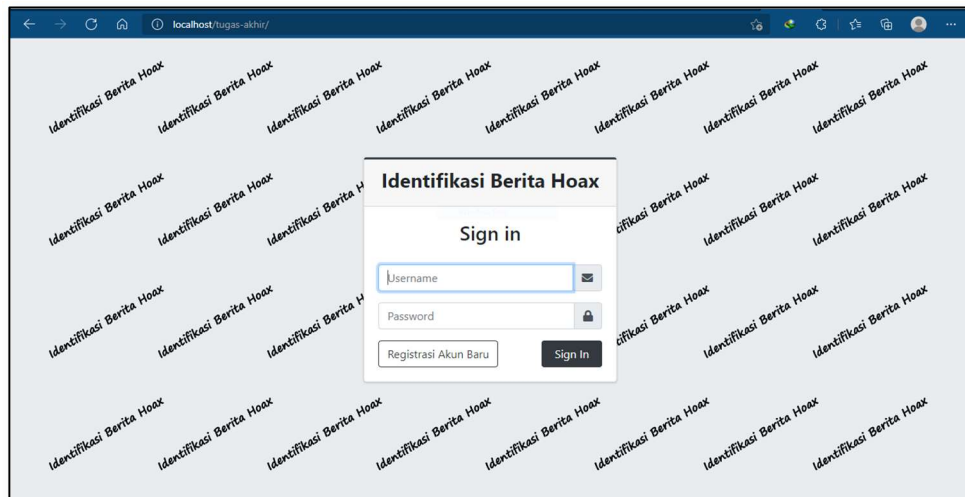 localhost/tugas-akhir/
Identifikasi Berita Hoax Identifikasi Berita Hoax Identifikasi Berita Hoax Identifikasi Berita Hoax Identifikasi Berita Hoax Identifikasi Berita Hoax Identifikasi Berita Hoax Identifikasi Berita Hoax
Identifikasi Berita Hoax Identifikasi Berita Hoax Identifikasi Berita H
Identifikasi Berita Hoax
tifikasi Berita Hoax Identifikasi Berita Hoax Identifikasi Berita Hoax
Sign in
Username
Identifikasi Berita Hoax Identifikasi Berita Hoax Identifikasi Berita H
Password
tifikasi Berita Hoax Identifikasi Berita Hoax Identifikasi Berita Hoax
Registrasi Akun Baru Sign In
Identifikasi Berita Hoax Identifikasi Berita Hoax Identifikasi Berita Hoax Identifikasi Berita Hoax Identifikasi Berita Hoax Identifikasi Berita Hoax Identifikasi Berita Hoax Identifikasi Berita Hoax